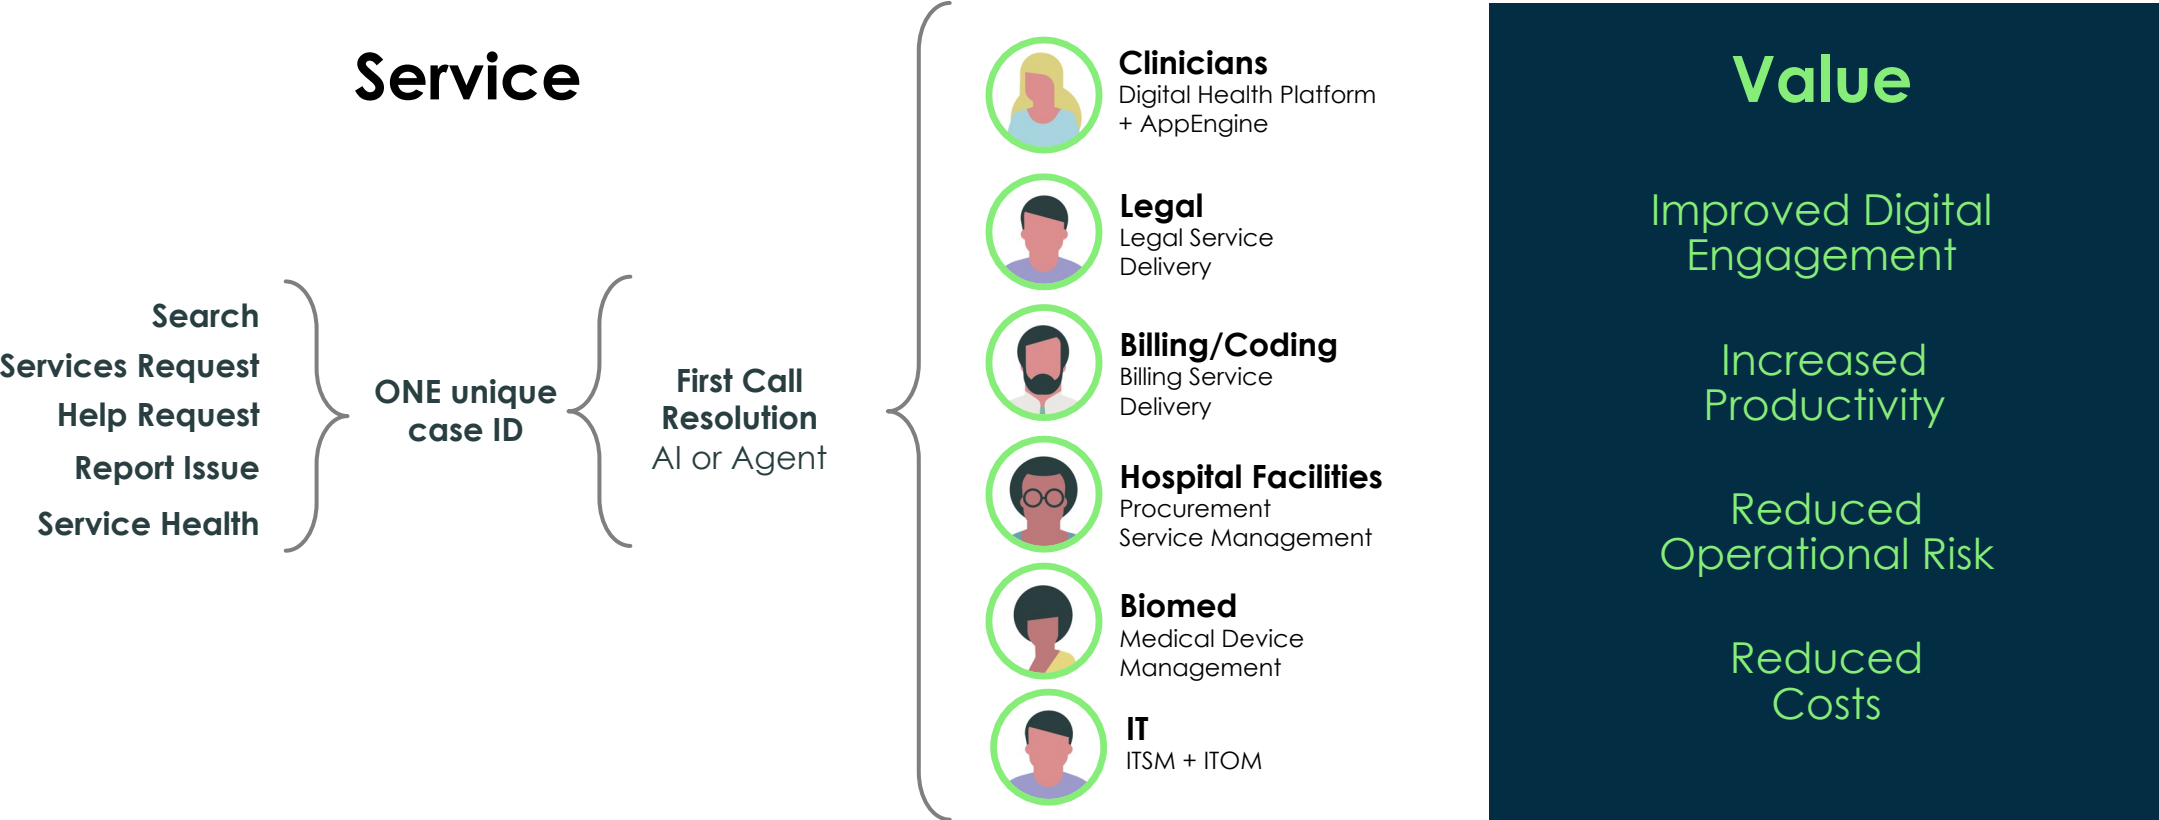 Service
Search
Services Request
Help Request
Report Issue
Service Health
ONE unique
case ID
First Call
Resolution
AI or Agent
Clinicians
Digital Health Platform
+ AppEngine
Legal
Legal Service
Delivery
Billing/Coding
Billing Service
Delivery
Hospital Facilities
Procurement
Service Management
Biomed
Medical Device
Management
IT
ITSM + ITOM
Value
Improved Digital
Engagement
Increased
Productivity
Reduced
Operational Risk
Reduced
Costs